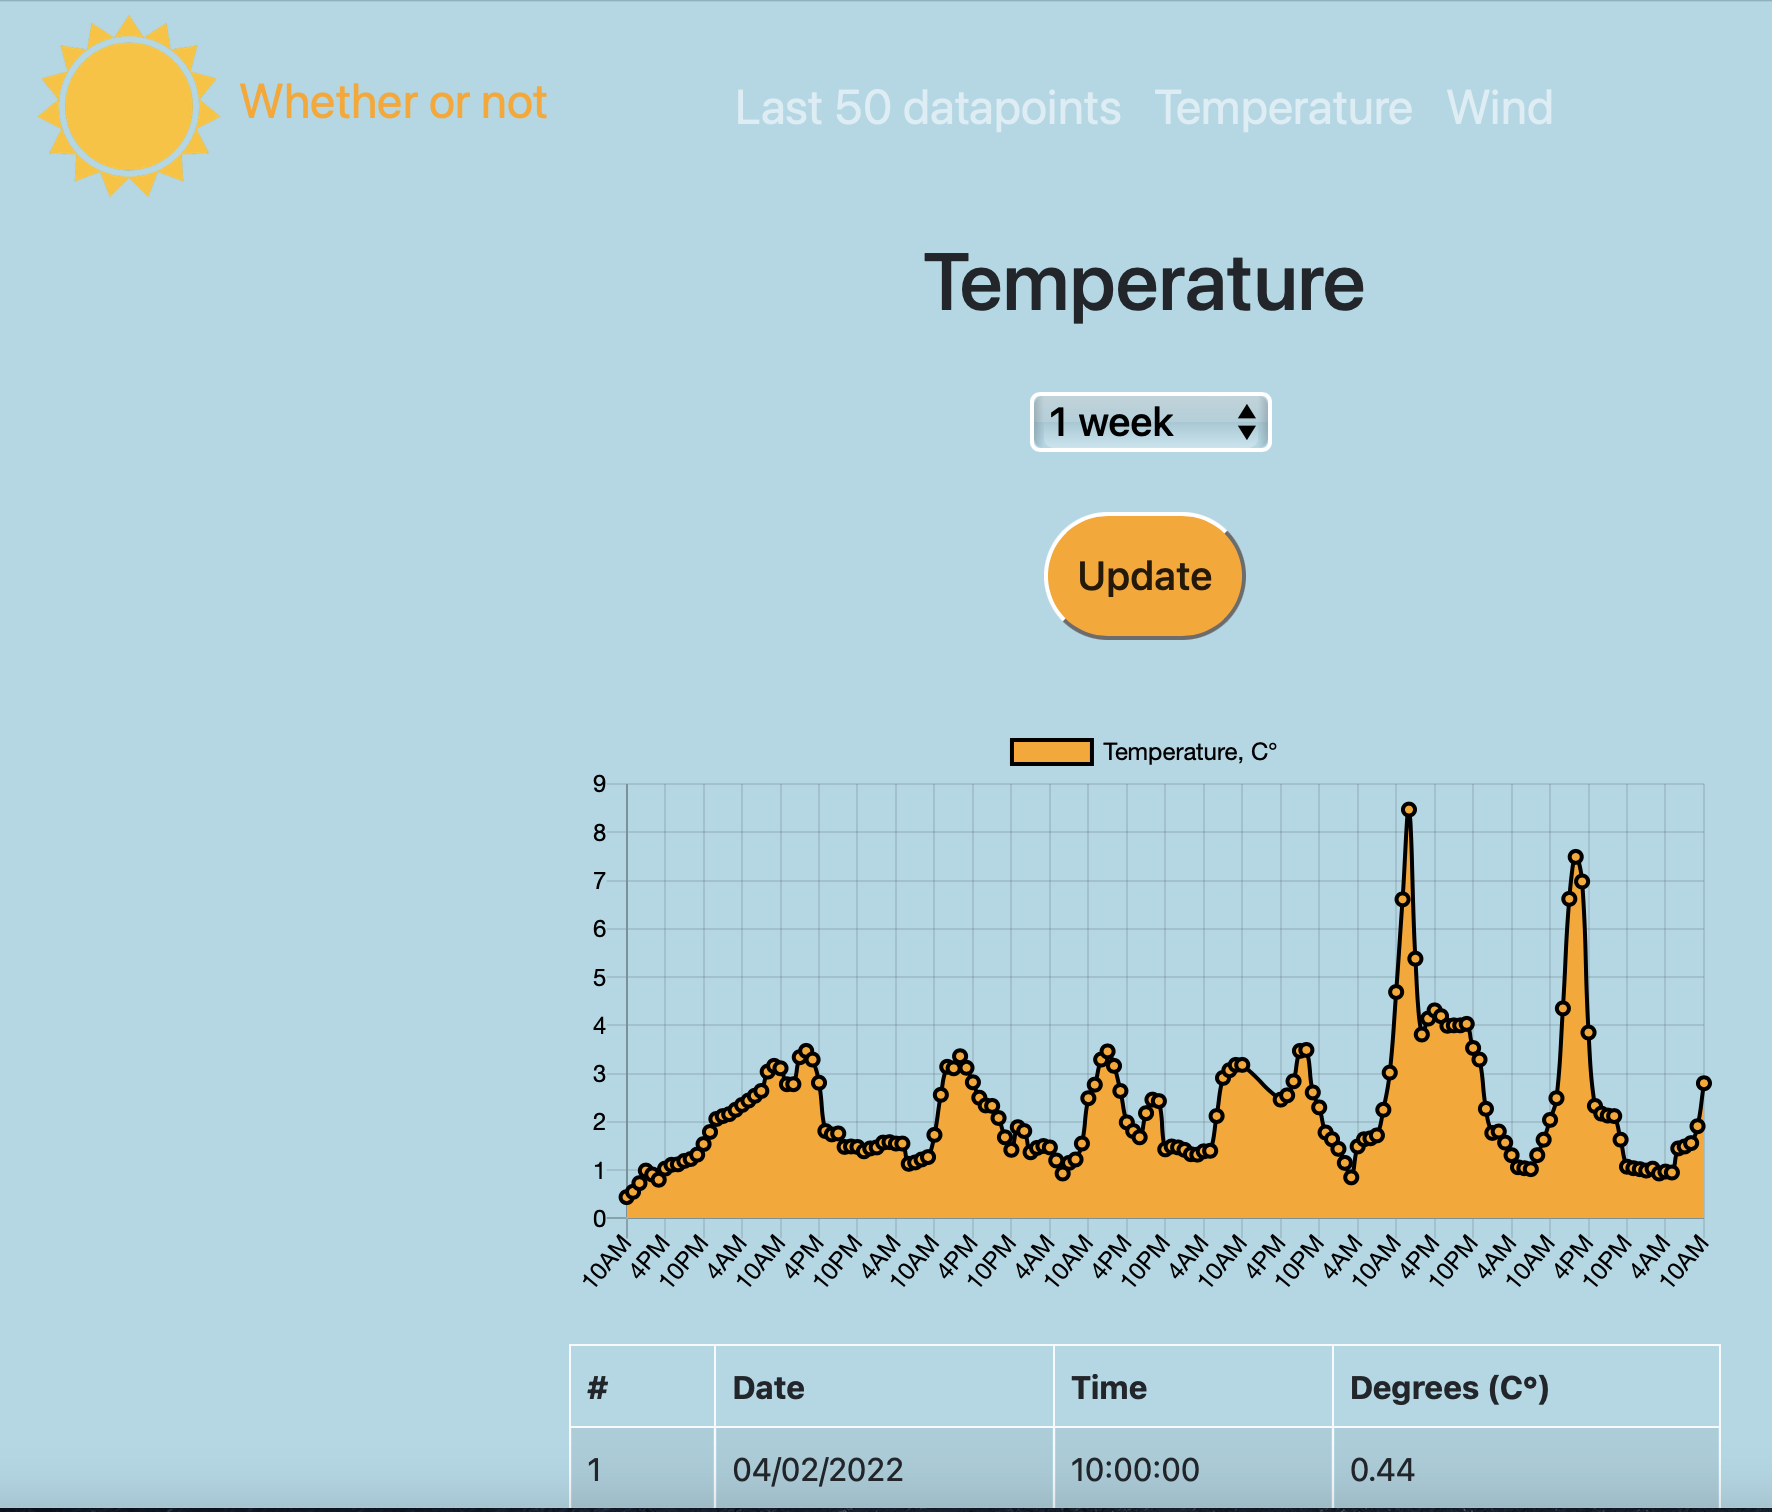 Whether or not
Last 50 datapoints Temperature Wind
Temperature
1 week
Update
Temperature, C°
9
8
7
6
5
4
3
2
1
0
10AM 4PM 10PM 4AM 10AM 4PM 10PM 4AM 10AM 4PM 10PM 4AM 10AM 4PM 10PM 4AM 10AM 4PM 10PM 4AM 10AM 4PM 10PM 4AM 10AM 4PM 10PM 4AM 10AM
# Date Time Degrees (C°)
1 04/02/2022 10:00:00 0.44